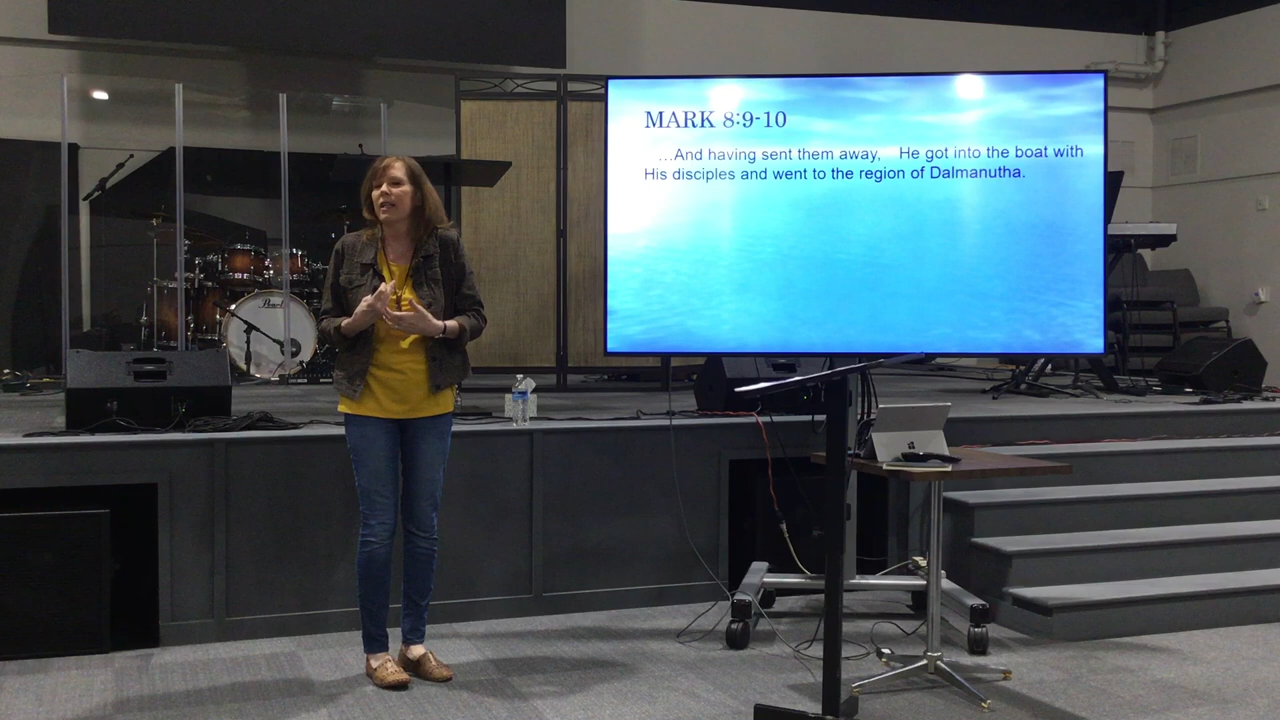 MARK 8:9-10
…And having sent them away, He got into the boat with
His disciples and went to the region of Dalmanutha.
Pearl